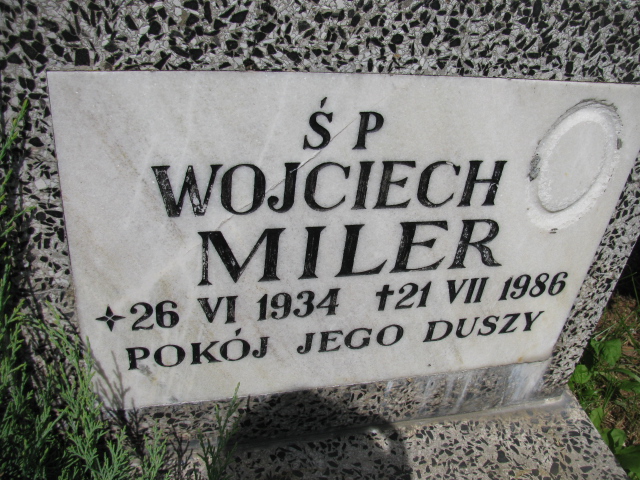 Ś P
WOJCIECH
MILER
✦26 VI 1934 †21 VII 1986
POKÓJ JEGO DUSZY